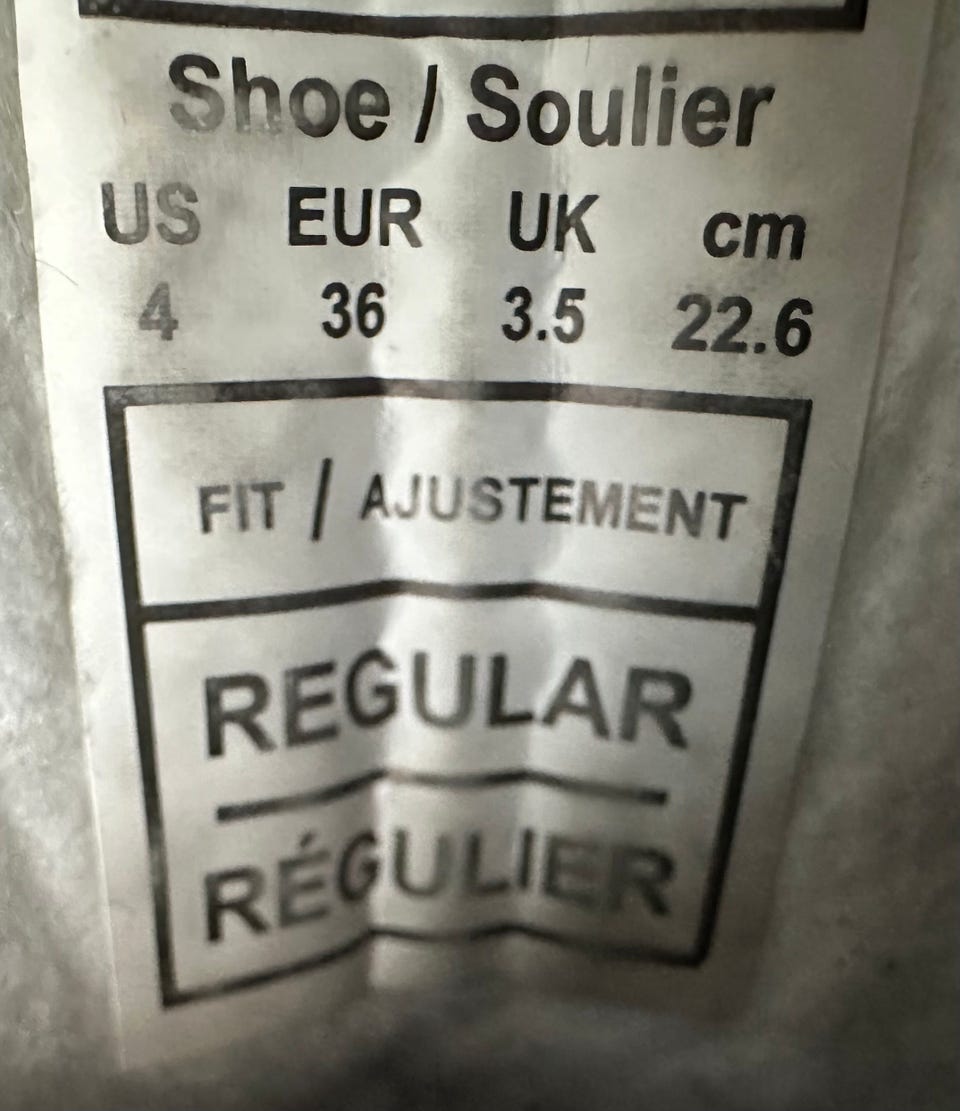 Shoe / Soulier
US EUR UK cm
4 36 3.5 22.6
FIT / AJUSTEMENT
REGULAR
RÉGULIER